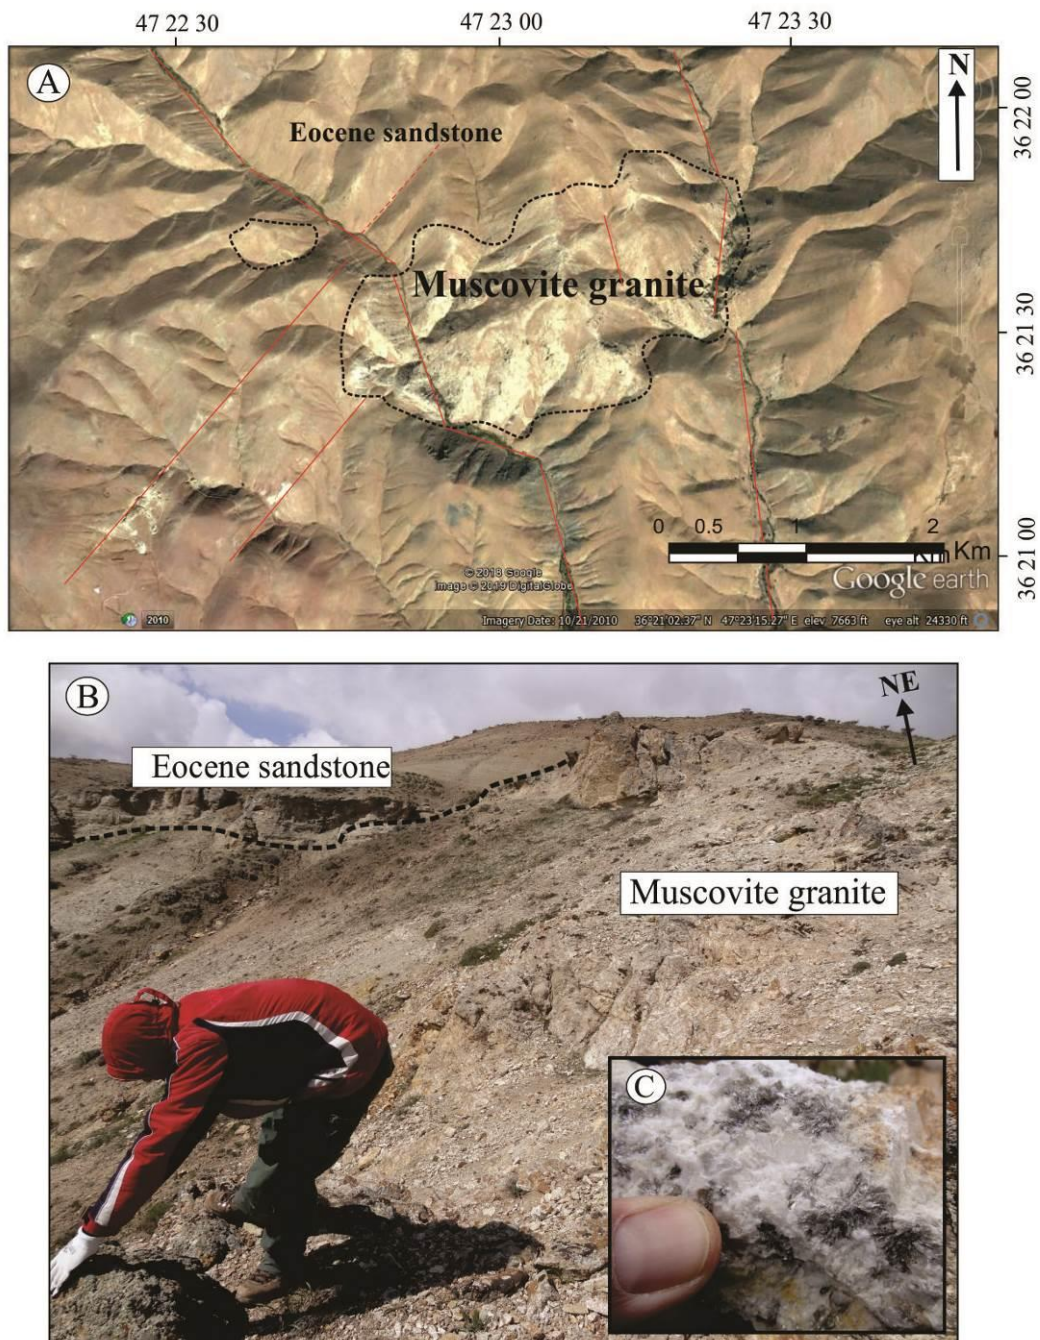 47 22 30 47 23 00 47 23 30
A
N
Eocene sandstone
Muscovite granite
36 22 00
36 21 30
36 21 00
0 0.5 1 2
Km Km
© 2018 Google
Image © 2019 DigitalGlobe
Google earth
2010
Imagery Date: 10/21/2010 36°21'02.37" N 47°23'15.27" E elev 7663 ft eye alt 24330 ft
B
NE
Eocene sandstone
Muscovite granite
C